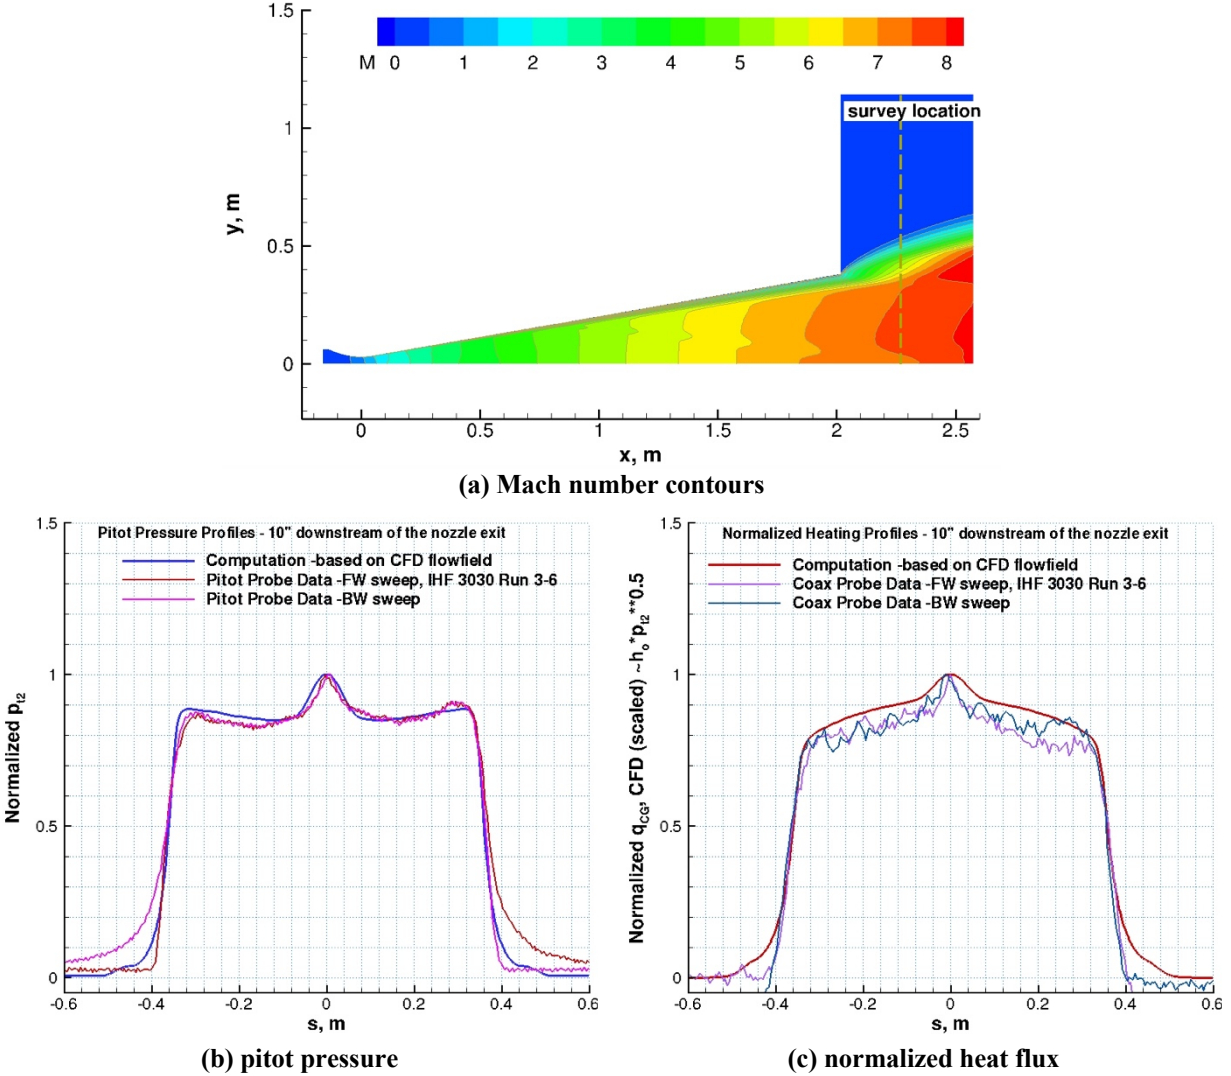 1.5
M 0 1 2 3 4 5 6 7 8
survey location
1
y, m
0.5
0
0 0.5 1 1.5 2 2.5
x, m
(a) Mach number contours
1.5
Pitot Pressure Profiles - 10" downstream of the nozzle exit
Computation -based on CFD flowfield
Pitot Probe Data -FW sweep, IHF 3030 Run 3-6
Pitot Probe Data -BW sweep
1
Normalized pt2
0.5
0
-0.6 -0.4 -0.2 0 0.2 0.4 0.6
s, m
(b) pitot pressure
1.5
Normalized Heating Profiles - 10" downstream of the nozzle exit
Computation -based on CFD flowfield
Coax Probe Data -FW sweep, IHF 3030 Run 3-6
Coax Probe Data -BW sweep
1
Normalized qCG, CFD (scaled) ~ho*pt2**0.5
0.5
0
-0.6 -0.4 -0.2 0 0.2 0.4 0.6
s, m
(c) normalized heat flux